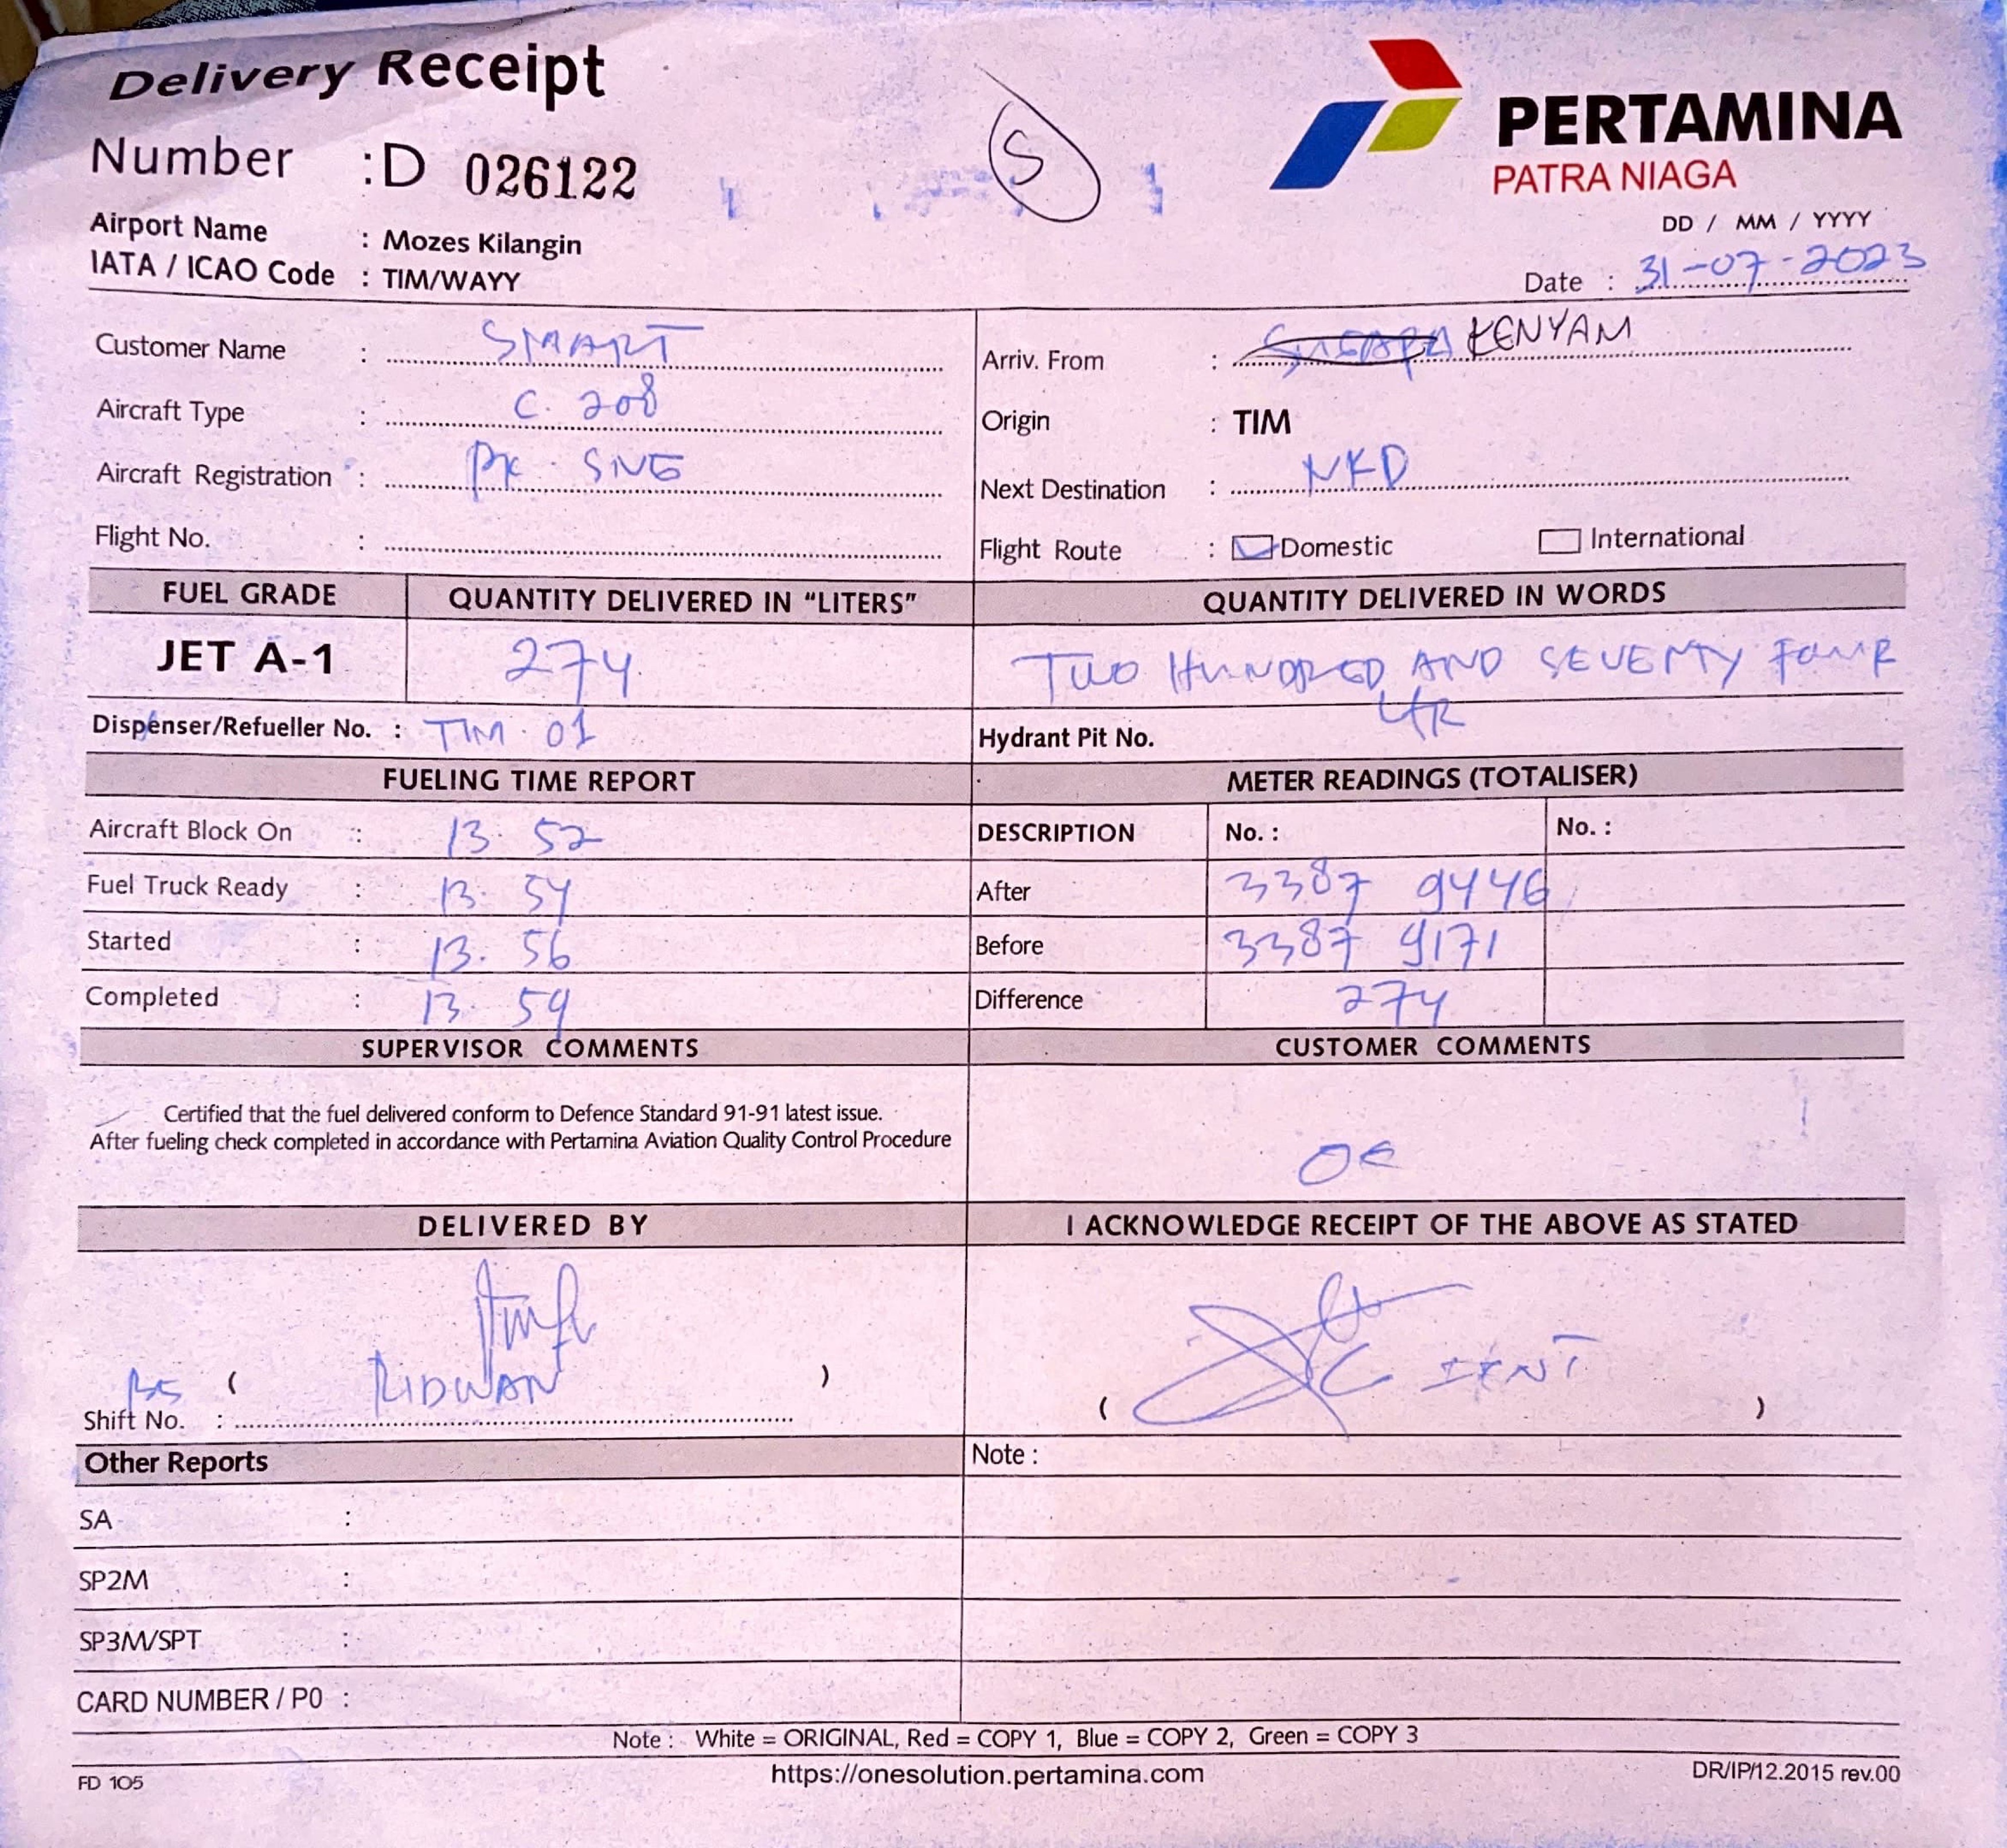 Delivery Receipt
Number : D 026122
S
PERTAMINA
PATRA NIAGA
Airport Name : Mozes Kilangin
IATA / ICAO Code : TIM/WAYY
DD / MM / YYYY
Date : 31-07-2023
Customer Name : SMART
Aircraft Type : C. 208
Aircraft Registration : PK. SNG
Flight No. :
Arriv. From : KENYAM
Origin : TIM
Next Destination : NKD
Flight Route : Domestic International
FUEL GRADE QUANTITY DELIVERED IN "LITERS" QUANTITY DELIVERED IN WORDS
JET A-1 274 TWO HUNDRED AND SEVENTY FOUR
LTR
Dispenser/Refueller No. : TIM. 01 Hydrant Pit No.
FUELING TIME REPORT METER READINGS (TOTALISER)
Aircraft Block On : 13. 52 DESCRIPTION No. : No. :
Fuel Truck Ready : 13. 54 After 3387 9446
Started : 13. 56 Before 3387 9171
Completed : 13. 59 Difference 274
SUPERVISOR COMMENTS CUSTOMER COMMENTS
Certified that the fuel delivered conform to Defence Standard 91-91 latest issue.
After fueling check completed in accordance with Pertamina Aviation Quality Control Procedure
OK
DELIVERED BY I ACKNOWLEDGE RECEIPT OF THE ABOVE AS STATED
( RIDWAN )
Shift No. :
( )
Other Reports Note :
SA :
SP2M :
SP3M/SPT :
CARD NUMBER / P0 :
Note : White = ORIGINAL, Red = COPY 1, Blue = COPY 2, Green = COPY 3
FD 105 https://onesolution.pertamina.com DR/IP/12.2015 rev.00